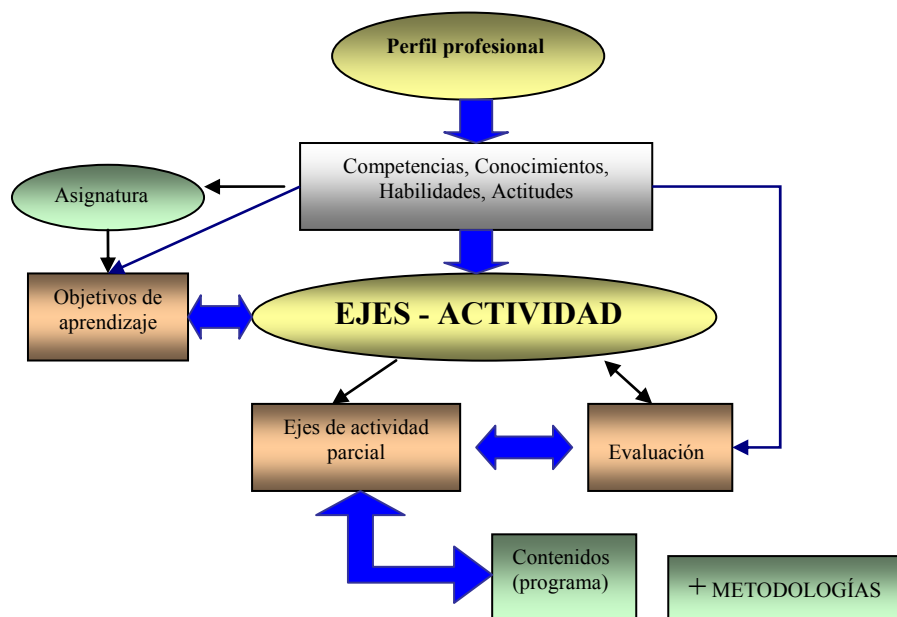 Perfil profesional
Competencias, Conocimientos,
Habilidades, Actitudes
Asignatura
Objetivos de
aprendizaje
EJES - ACTIVIDAD
Ejes de actividad
parcial
Evaluación
Contenidos
(programa)
+ METODOLOGÍAS